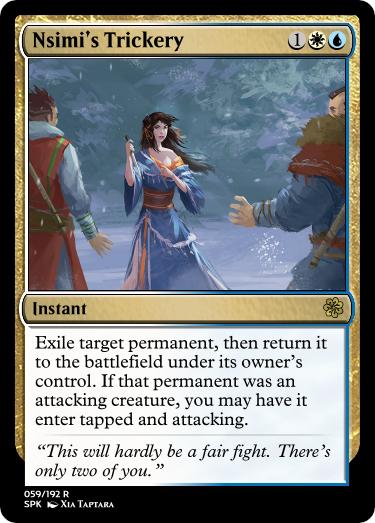 Nsimi's Trickery 1
Instant
Exile target permanent, then return it
to the battlefield under its owner's
control. If that permanent was an
attacking creature, you may have it
enter tapped and attacking.
“This will hardly be a fair fight. There's
only two of you.”
059/192 R
SPK Xia Taptara